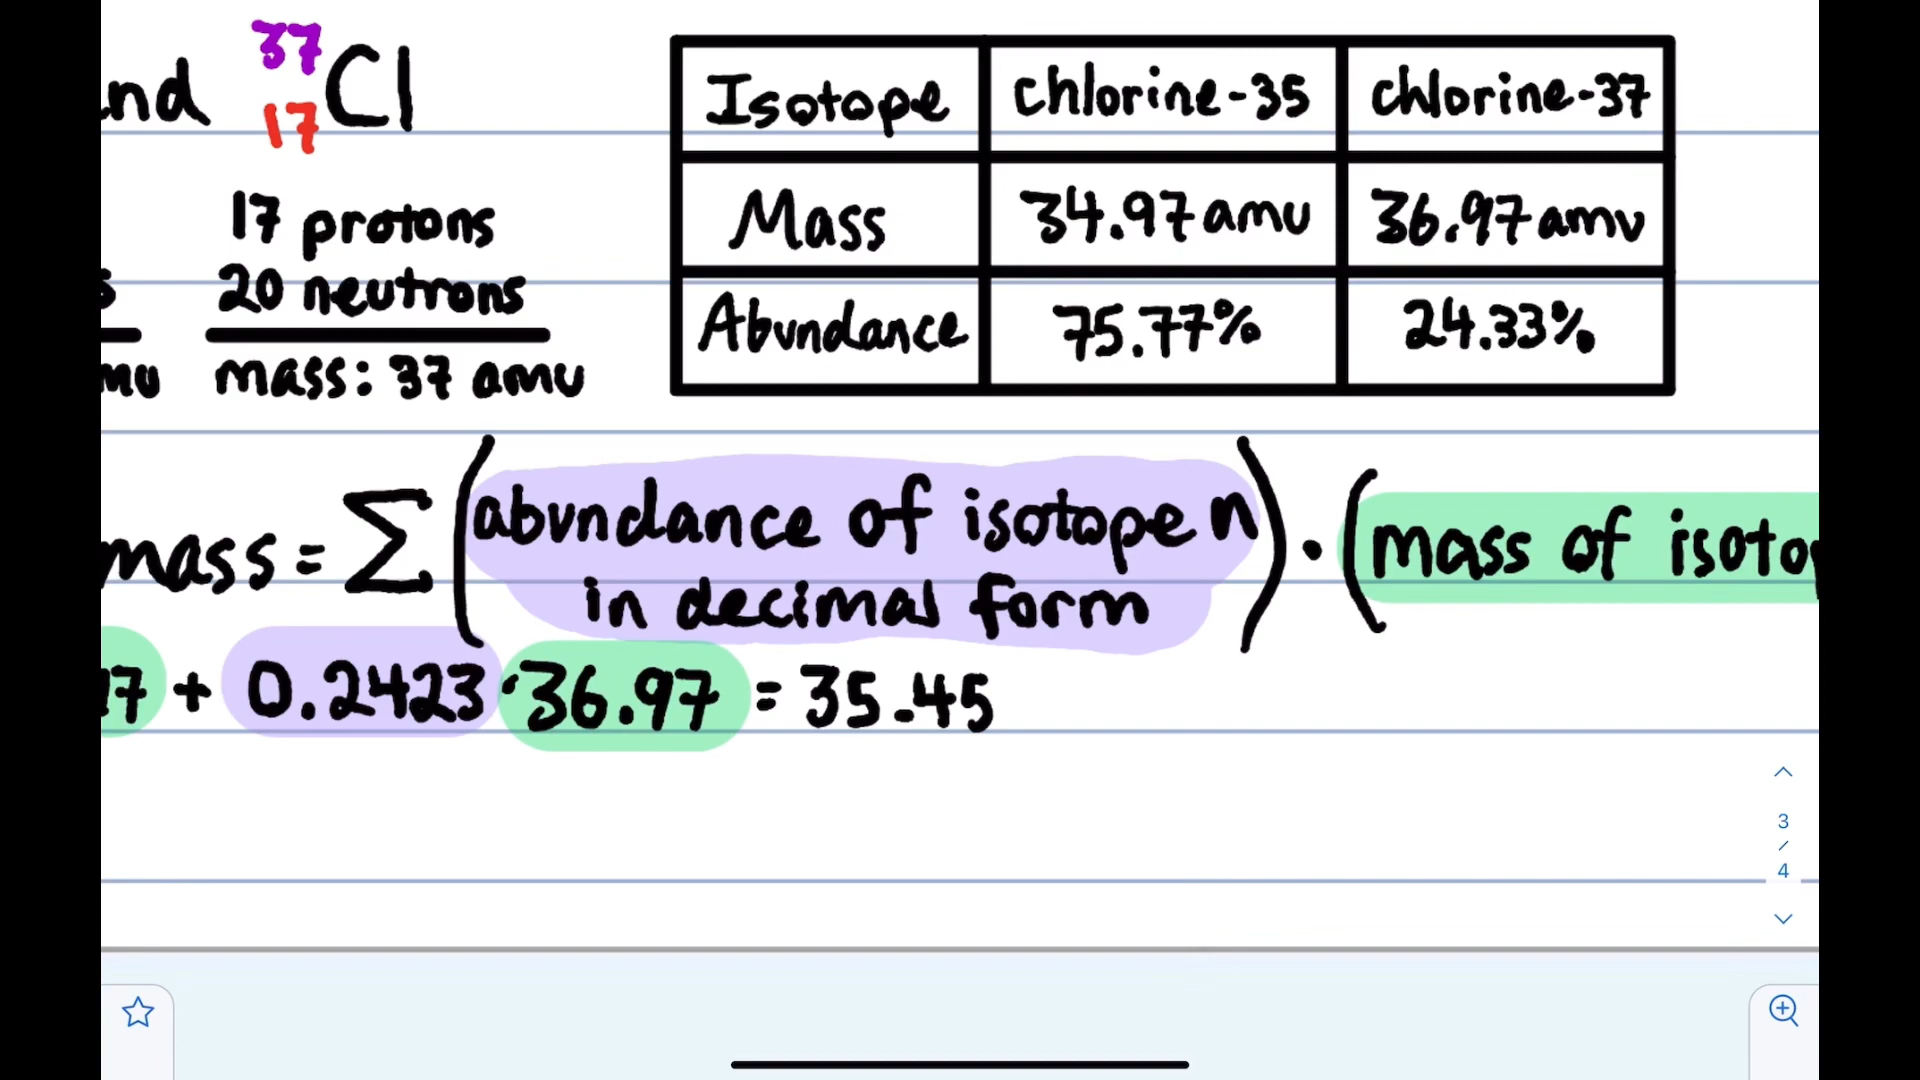 and ³⁷₁₇Cl
17 protons
20 neutrons
mass: 37 amu
Isotope chlorine-35 chlorine-37
Mass 34.97 amu 36.97 amu
Abundance 75.77% 24.33%
mass = Σ (abundance of isotope n in decimal form) · (mass of isoto
17 + 0.2423 · 36.97 = 35.45
3
/
4